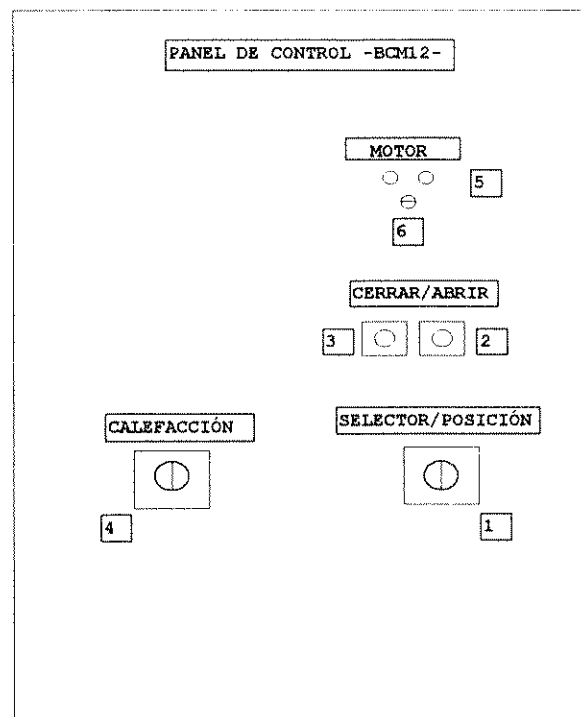 PANEL DE CONTROL -BCM12-
MOTOR
5
6
CERRAR/ABRIR
3
2
CALEFACCIÓN
SELECTOR/POSICIÓN
4
1